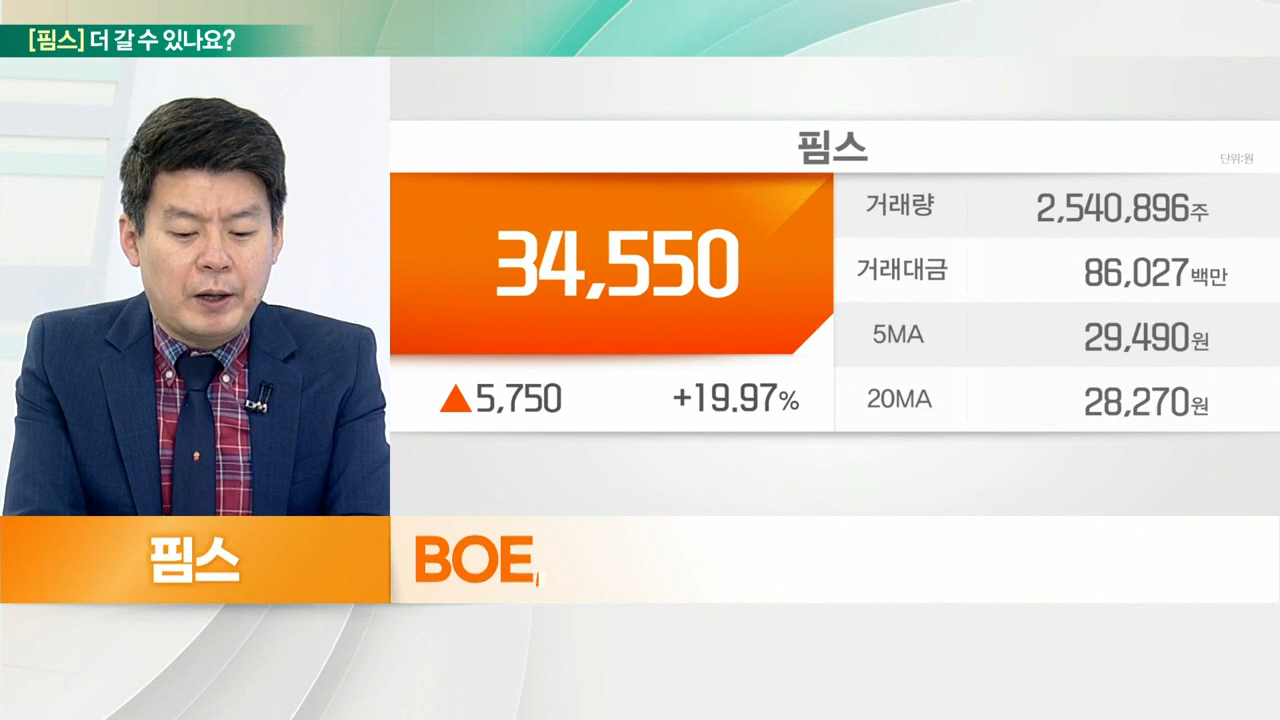 [핌스] 더 갈 수 있나요?
핌스
단위:원
34,550
▲5,750 +19.97%
거래량 2,540,896주
거래대금 86,027백만
5MA 29,490원
20MA 28,270원
핌스
BOE,